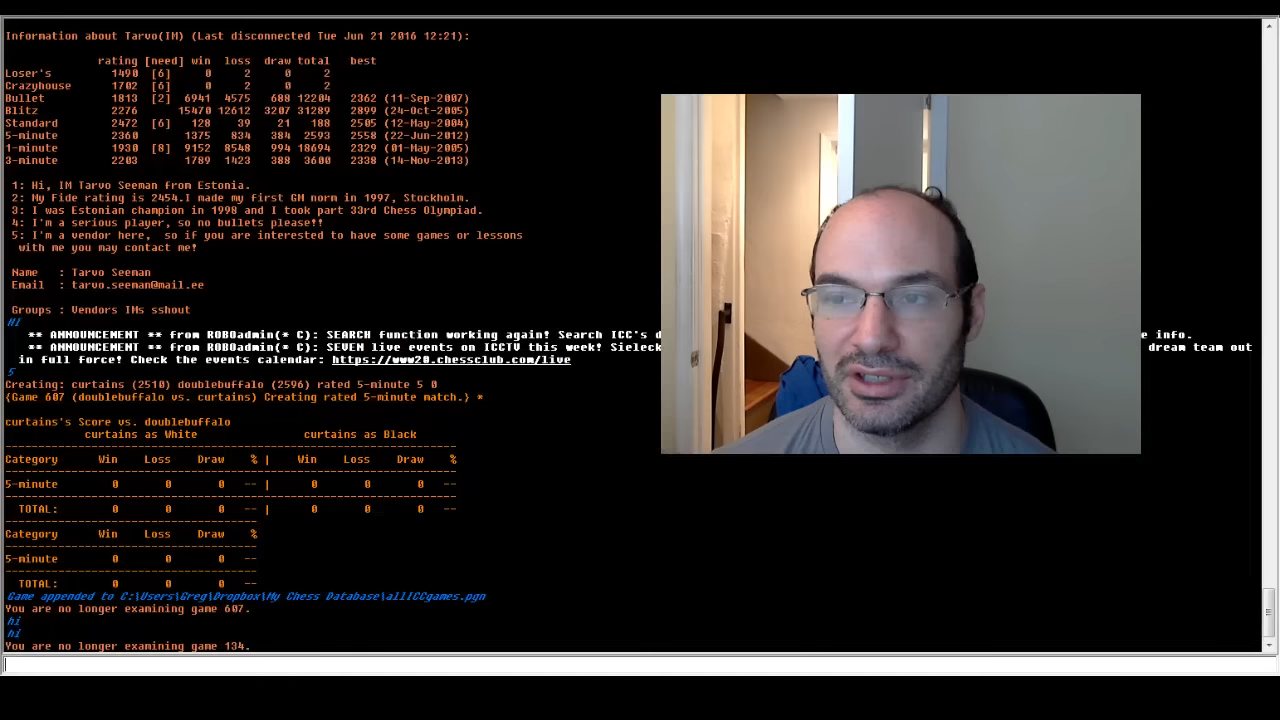 Information about Tarvo(IM) (Last disconnected Tue Jun 21 2016 12:21):
rating [need] win loss draw total best
Loser's 1490 [6] 0 2 0 2
Crazyhouse 1702 [6] 0 2 0 2
Bullet 1813 [2] 6941 4575 688 12204 2362 (11-Sep-2007)
Blitz 2276 15470 12612 3207 31289 2899 (24-Oct-2005)
Standard 2472 [6] 128 39 21 188 2505 (12-May-2004)
5-minute 2360 1375 834 384 2593 2558 (22-Jun-2012)
1-minute 1930 [8] 9152 8548 994 18694 2329 (01-May-2005)
3-minute 2203 1789 1423 388 3600 2338 (14-Nov-2013)
1: Hi, IM Tarvo Seeman from Estonia.
2: My Fide rating is 2454.I made my first GM norm in 1997, Stockholm.
3: I was Estonian champion in 1998 and I took part 33rd Chess Olympiad.
4: I'm a serious player, so no bullets please!!
5: I'm a vendor here, so if you are interested to have some games or lessons
with me you may contact me!
Name : Tarvo Seeman
Email : tarvo.seeman@mail.ee
Groups : Vendors IMs sshout
Hi
** ANNOUNCEMENT ** from ROBOadmin(* C): SEARCH function working again! Search ICC's d e info.
** ANNOUNCEMENT ** from ROBOadmin(* C): SEVEN live events on ICCTV this week! Sieleck dream team out
in full force! Check the events calendar: https://www20.chessclub.com/live
5
Creating: curtains (2510) doublebuffalo (2596) rated 5-minute 5 0
{Game 607 (doublebuffalo vs. curtains) Creating rated 5-minute match.} *
curtains's Score vs. doublebuffalo
curtains as White curtains as Black
Category Win Loss Draw % | Win Loss Draw %
5-minute 0 0 0 -- | 0 0 0 --
TOTAL: 0 0 0 -- | 0 0 0 --
Category Win Loss Draw %
5-minute 0 0 0 --
TOTAL: 0 0 0 --
Game appended to C:\Users\Greg\Dropbox\My Chess Database\allICCgames.pgn
You are no longer examining game 607.
hi
hi
You are no longer examining game 134.